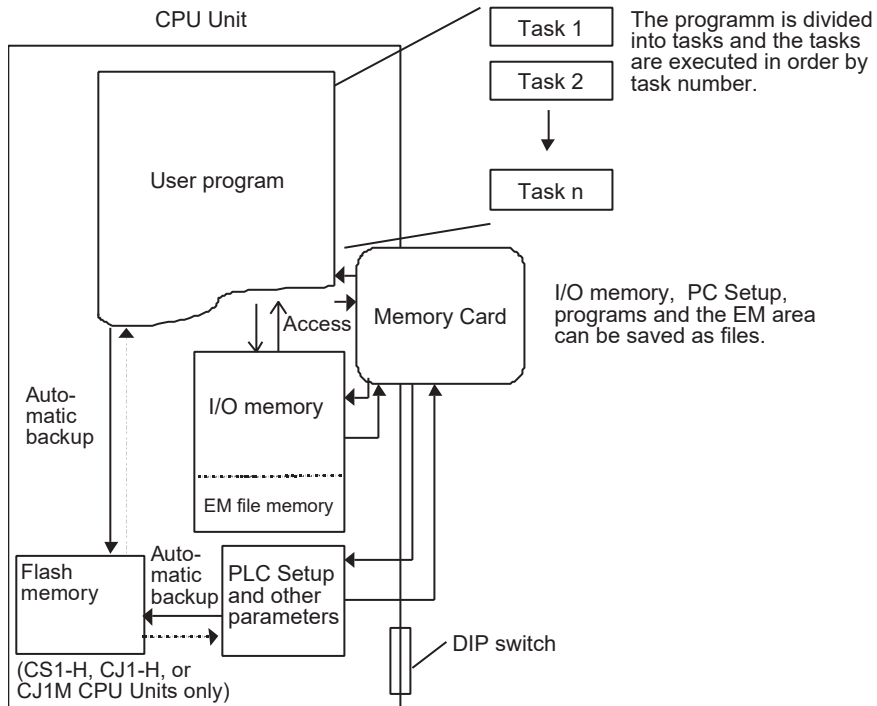 CPU Unit
Task 1
The programm is divided
into tasks and the tasks
are executed in order by
task number.
Task 2
User program
Task n
Memory Card
I/O memory,  PC Setup,
programs and the EM area
can be saved as files.
Access
I/O memory
Auto-
matic
backup
EM file memory
Flash
memory
Auto-
matic
backup
PLC Setup
and other
parameters
DIP switch
(CS1-H, CJ1-H, or
CJ1M CPU Units only)